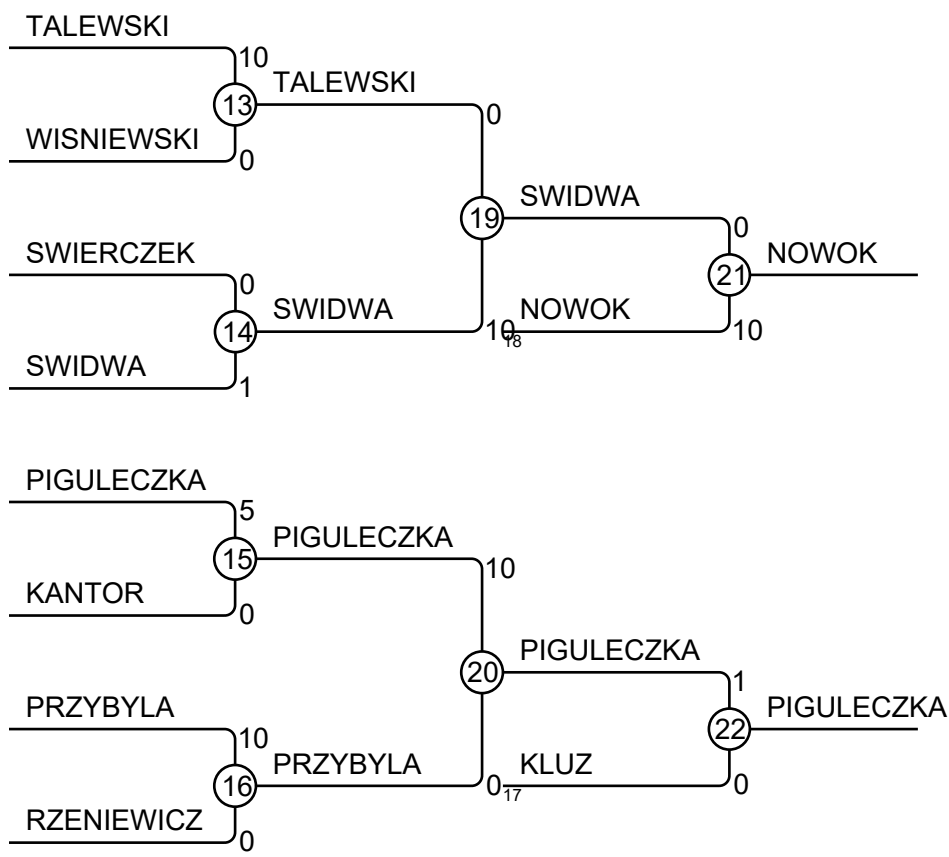 TALEWSKI
10
13
TALEWSKI
0
WISNIEWSKI
0
19
SWIDWA
0
SWIERCZEK
0
21
NOWOK
14
SWIDWA
10
18
NOWOK
10
SWIDWA
1
PIGULECZKA
5
15
PIGULECZKA
10
KANTOR
0
20
PIGULECZKA
1
PRZYBYLA
10
22
PIGULECZKA
16
PRZYBYLA
0
17
KLUZ
0
RZENIEWICZ
0